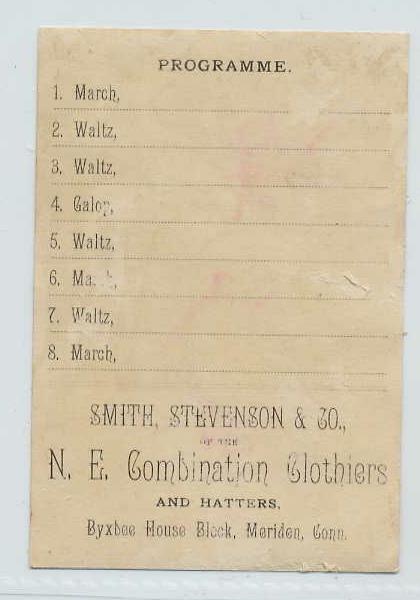 PROGRAMME.
1. March,
2. Waltz,
3. Waltz,
4. Galop,
5. Waltz,
6. March,
7. Waltz,
8. March,
SMITH, STEVENSON & CO.,
OF THE
N. E. Combination Clothiers
AND HATTERS,
Byxbee House Block, Meriden, Conn.